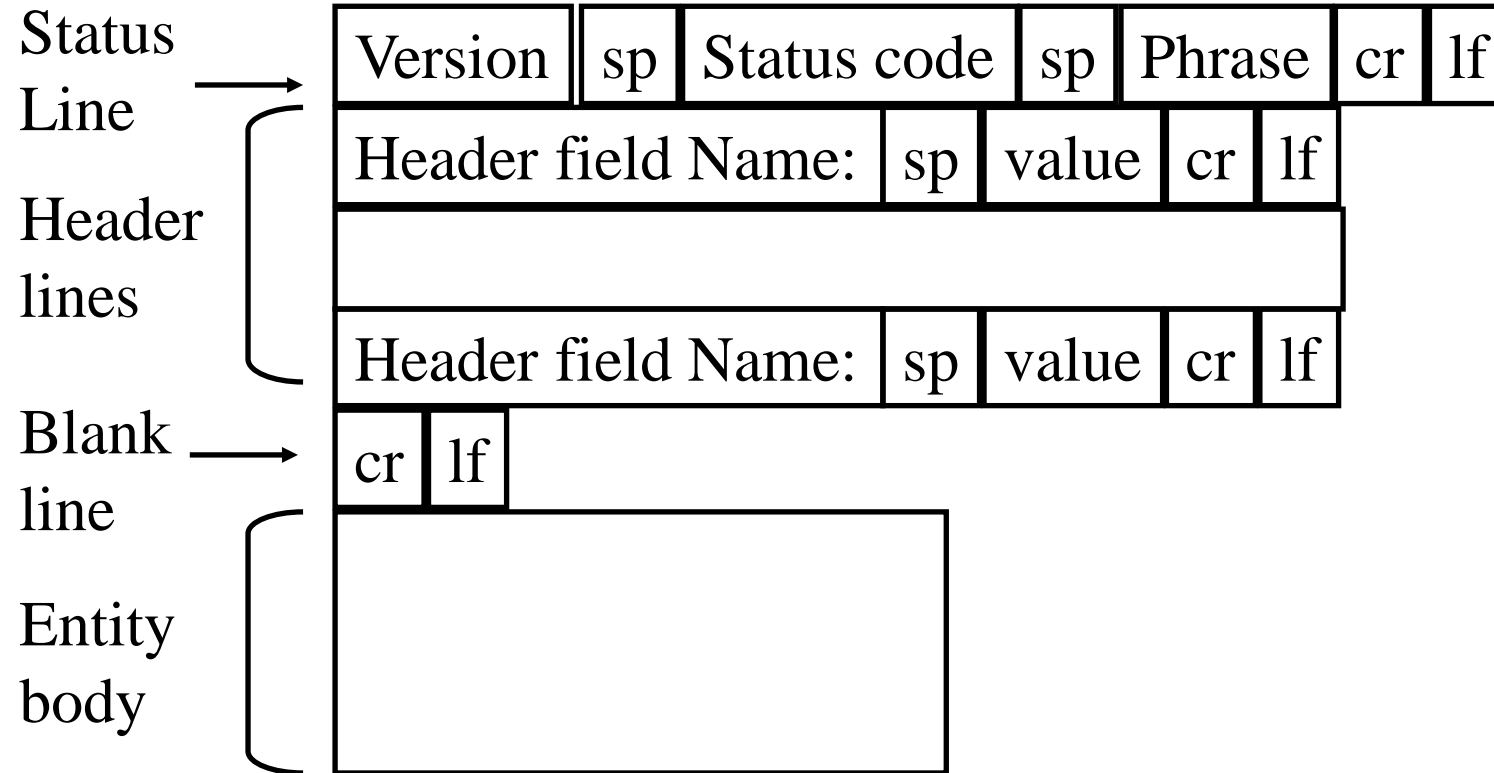 Status
Line
Version sp Status code sp Phrase cr lf
Header
lines
Header field Name: sp value cr lf
Header field Name: sp value cr lf
Blank
line
cr lf
Entity
body